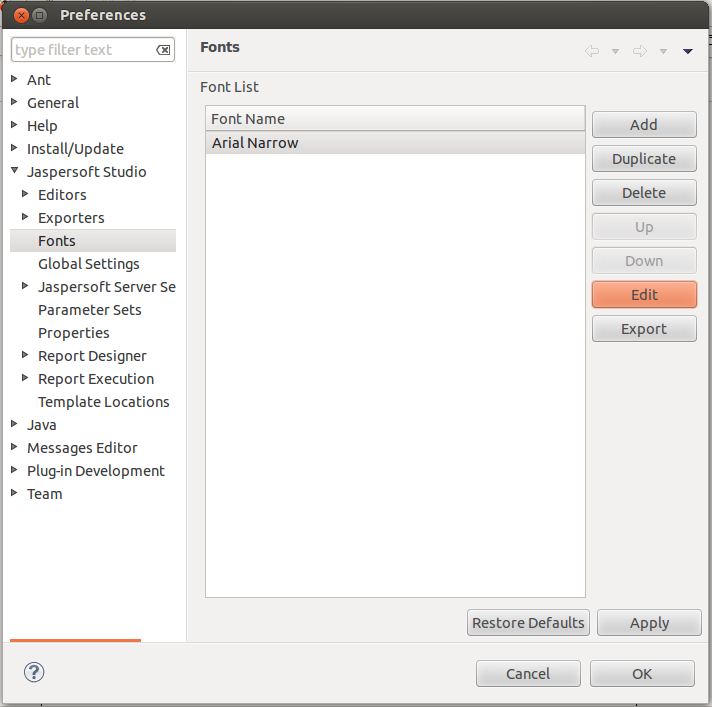 Preferences
type filter text
Ant
General
Help
Install/Update
Jaspersoft Studio
Editors
Exporters
Fonts
Global Settings
Jaspersoft Server Se
Parameter Sets
Properties
Report Designer
Report Execution
Template Locations
Java
Messages Editor
Plug-in Development
Team
Fonts
Font List
Font Name
Arial Narrow
Add
Duplicate
Delete
Up
Down
Edit
Export
Restore Defaults
Apply
?
Cancel
OK